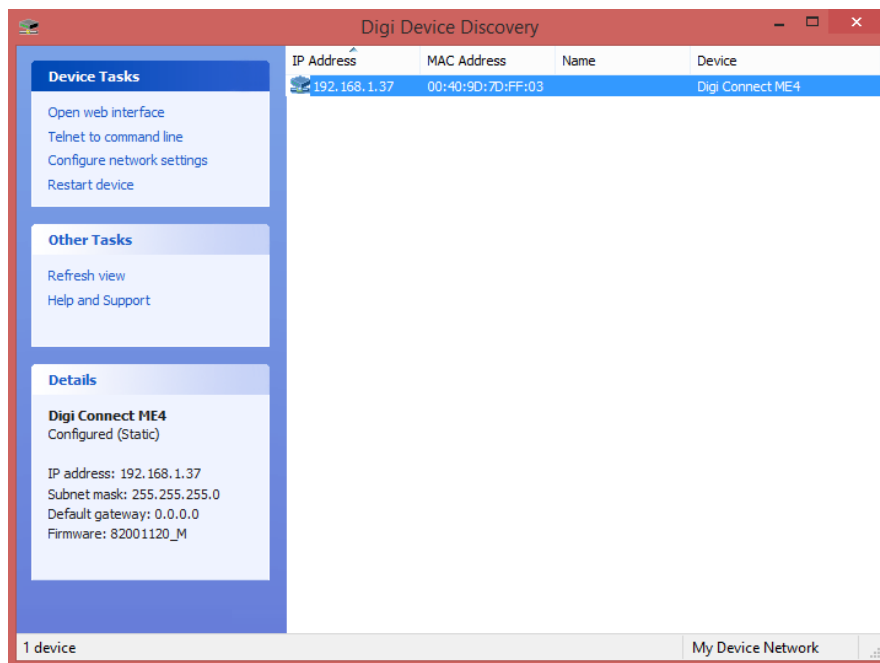 Digi Device Discovery
Device Tasks
Open web interface
Telnet to command line
Configure network settings
Restart device
Other Tasks
Refresh view
Help and Support
Details
Digi Connect ME4
Configured (Static)
IP address: 192.168.1.37
Subnet mask: 255.255.255.0
Default gateway: 0.0.0.0
Firmware: 82001120_M
IP Address MAC Address Name Device
192.168.1.37 00:40:9D:7D:FF:03 Digi Connect ME4
1 device My Device Network